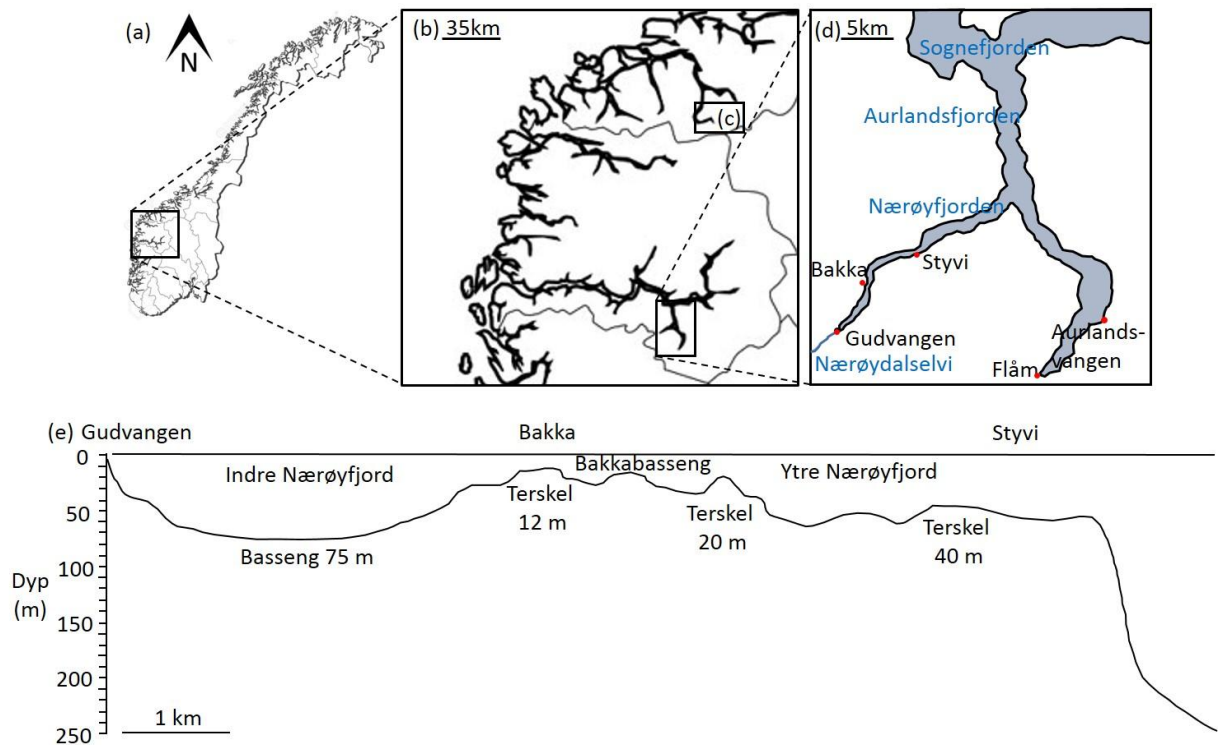 (a)
N
(b) 35km
(c)
(d) 5km
Sognefjorden
Aurlandsfjorden
Nærøyfjorden
Styvi
Bakka
Gudvangen
Nærøydalselvi
Aurlands-
vangen
Flåm
(e) Gudvangen
Bakka
Styvi
0
50
100
150
200
250
Dyp
(m)
Indre Nærøyfjord
Bakkabasseng
Ytre Nærøyfjord
Terskel
12 m
Terskel
20 m
Terskel
40 m
Basseng 75 m
1 km